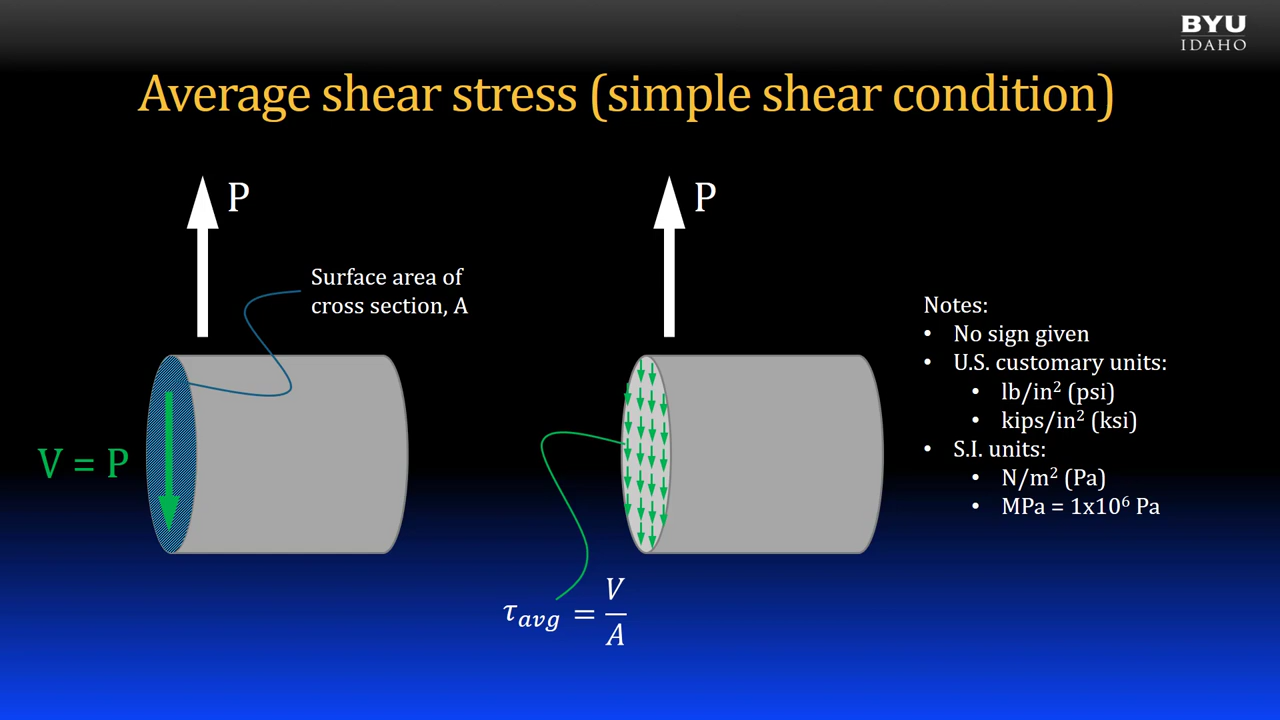 BYU
IDAHO
Average shear stress (simple shear condition)
P
P
Surface area of
cross section, A
V = P
τavg = V/A
Notes:
• No sign given
• U.S. customary units:
• lb/in² (psi)
• kips/in² (ksi)
• S.I. units:
• N/m² (Pa)
• MPa = 1x10⁶ Pa